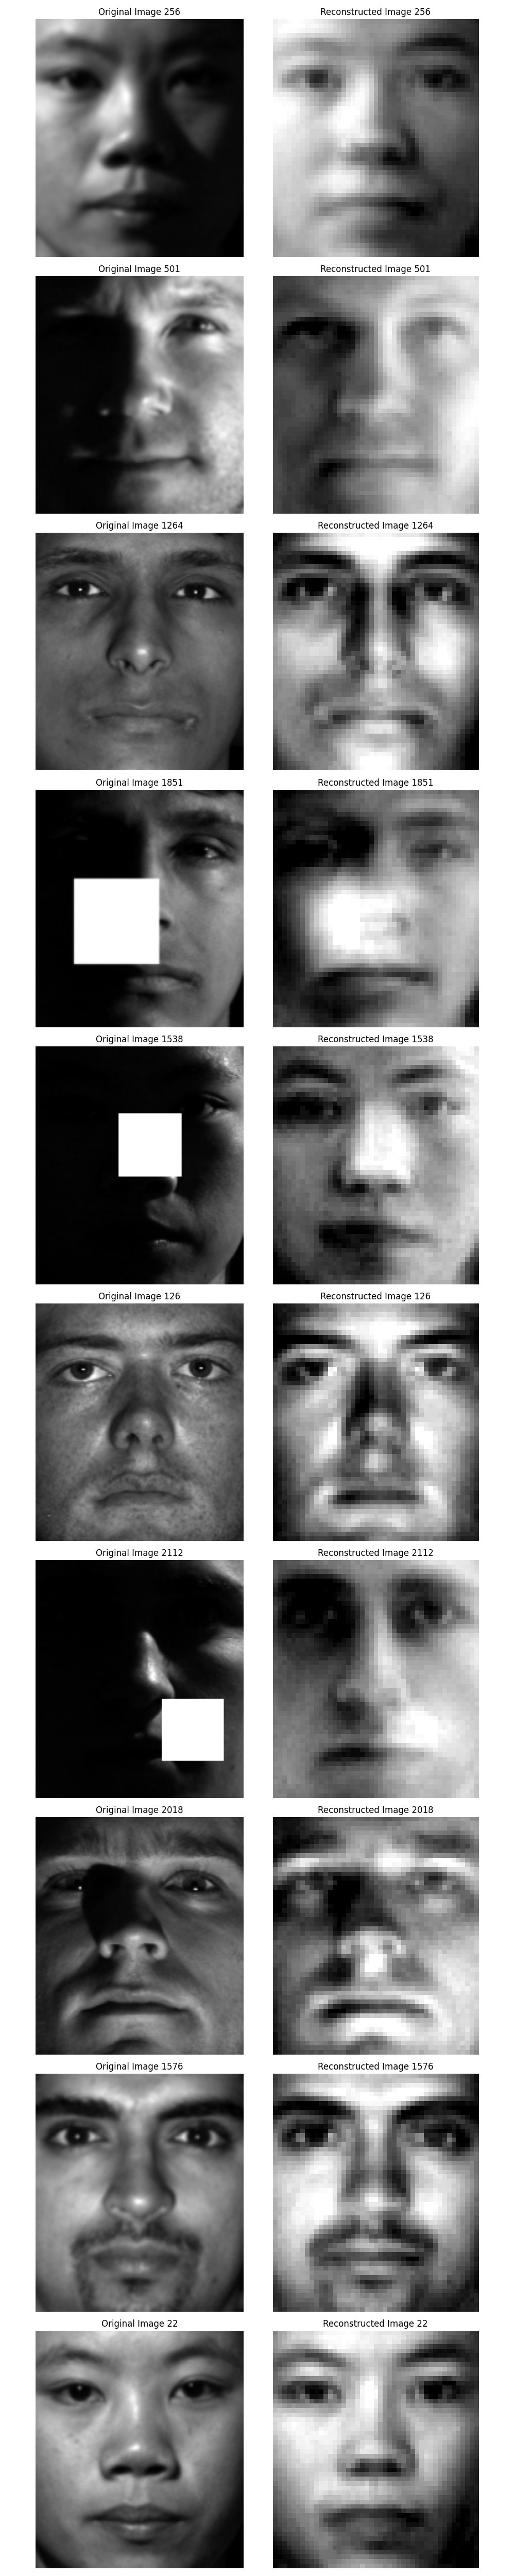 Original Image 256
Reconstructed Image 256
Original Image 501
Reconstructed Image 501
Original Image 1264
Reconstructed Image 1264
Original Image 1851
Reconstructed Image 1851
Original Image 1538
Reconstructed Image 1538
Original Image 126
Reconstructed Image 126
Original Image 2112
Reconstructed Image 2112
Original Image 2018
Reconstructed Image 2018
Original Image 1576
Reconstructed Image 1576
Original Image 22
Reconstructed Image 22